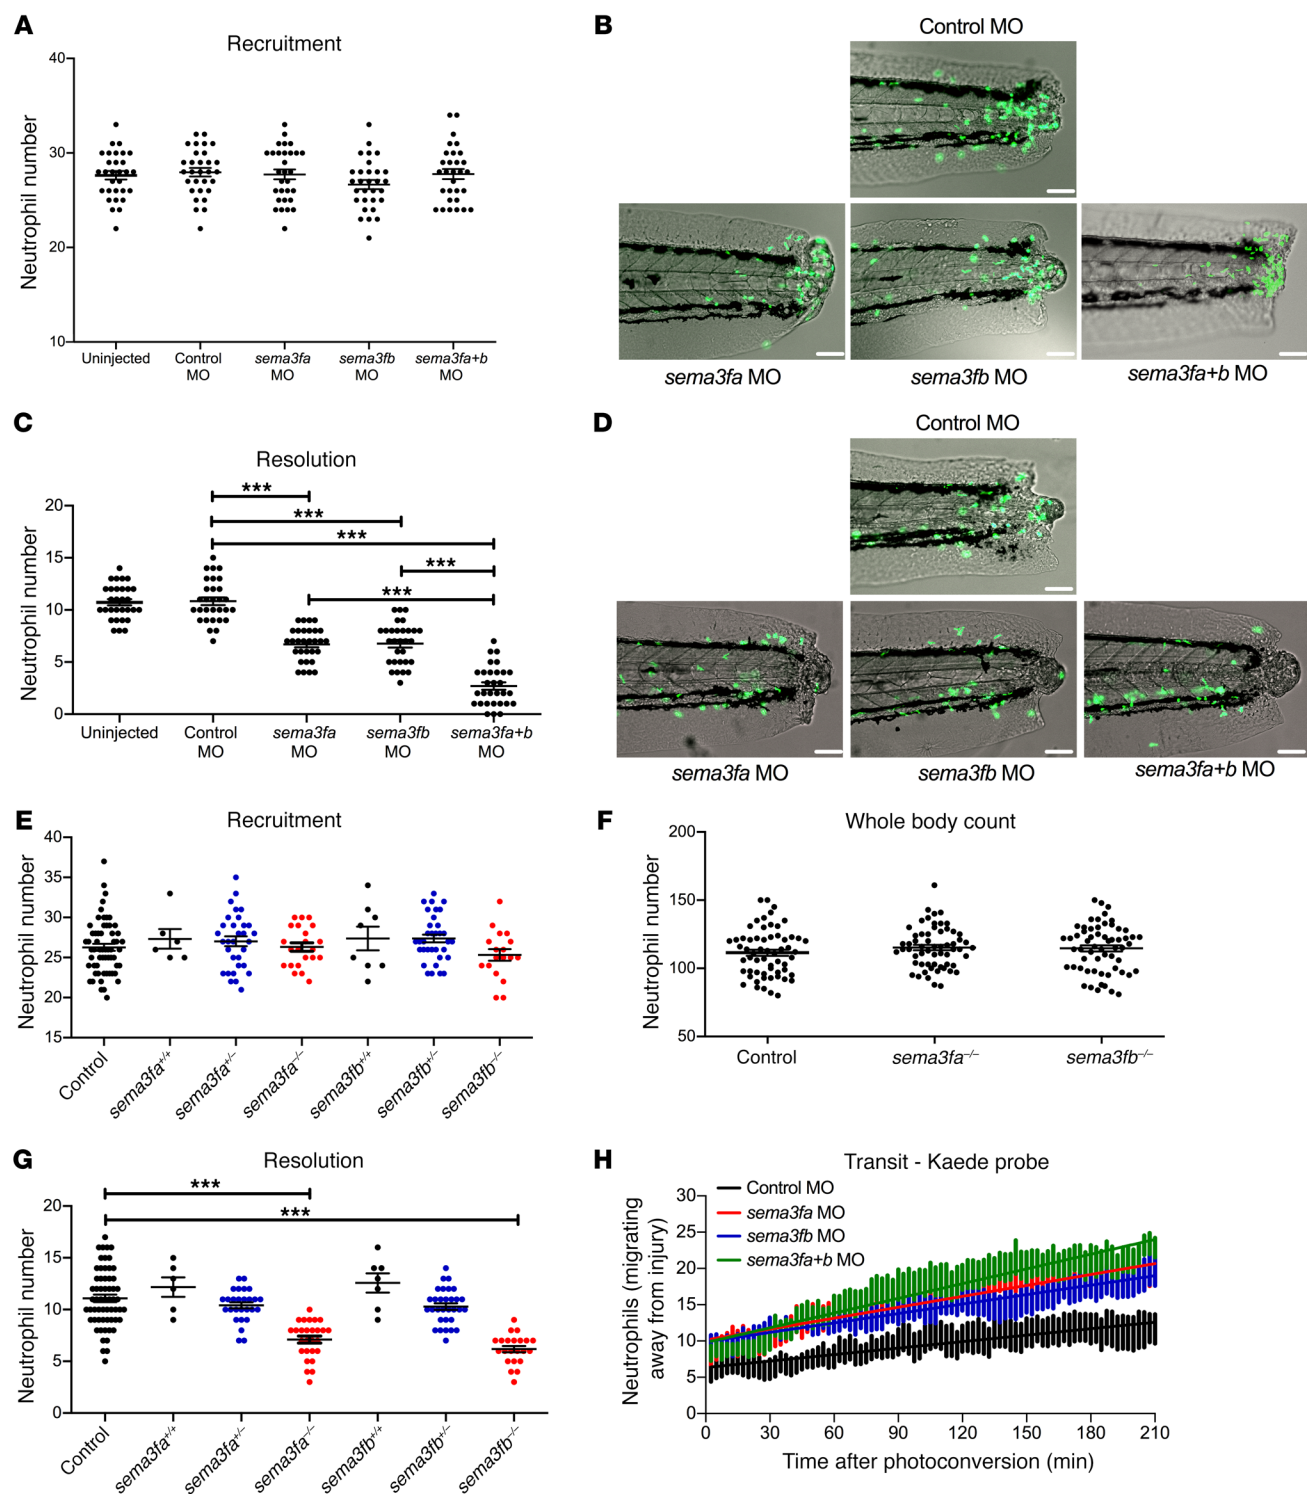 A
Recruitment
Neutrophil number
40
30
20
10
Uninjected
Control
MO
sema3fa
MO
sema3fb
MO
sema3fa+b
MO
B
Control MO
sema3fa MO
sema3fb MO
sema3fa+b MO
C
Resolution
Neutrophil number
20
15
10
5
0
***
***
***
***
***
Uninjected
Control
MO
sema3fa
MO
sema3fb
MO
sema3fa+b
MO
D
Control MO
sema3fa MO
sema3fb MO
sema3fa+b MO
E
Recruitment
Neutrophil number
40
35
30
25
20
15
Control
sema3fa+/+
sema3fa+/–
sema3fa–/–
sema3fb+/+
sema3fb+/–
sema3fb–/–
F
Whole body count
Neutrophil number
200
150
100
50
Control
sema3fa–/–
sema3fb–/–
G
Resolution
Neutrophil number
20
15
10
5
0
***
***
Control
sema3fa+/+
sema3fa+/–
sema3fa–/–
sema3fb+/+
sema3fb+/–
sema3fb–/–
H
Transit - Kaede probe
Neutrophils (migrating
away from injury)
30
25
20
15
10
5
0
Control MO
sema3fa MO
sema3fb MO
sema3fa+b MO
0 30 60 90 120 150 180 210
Time after photoconversion (min)